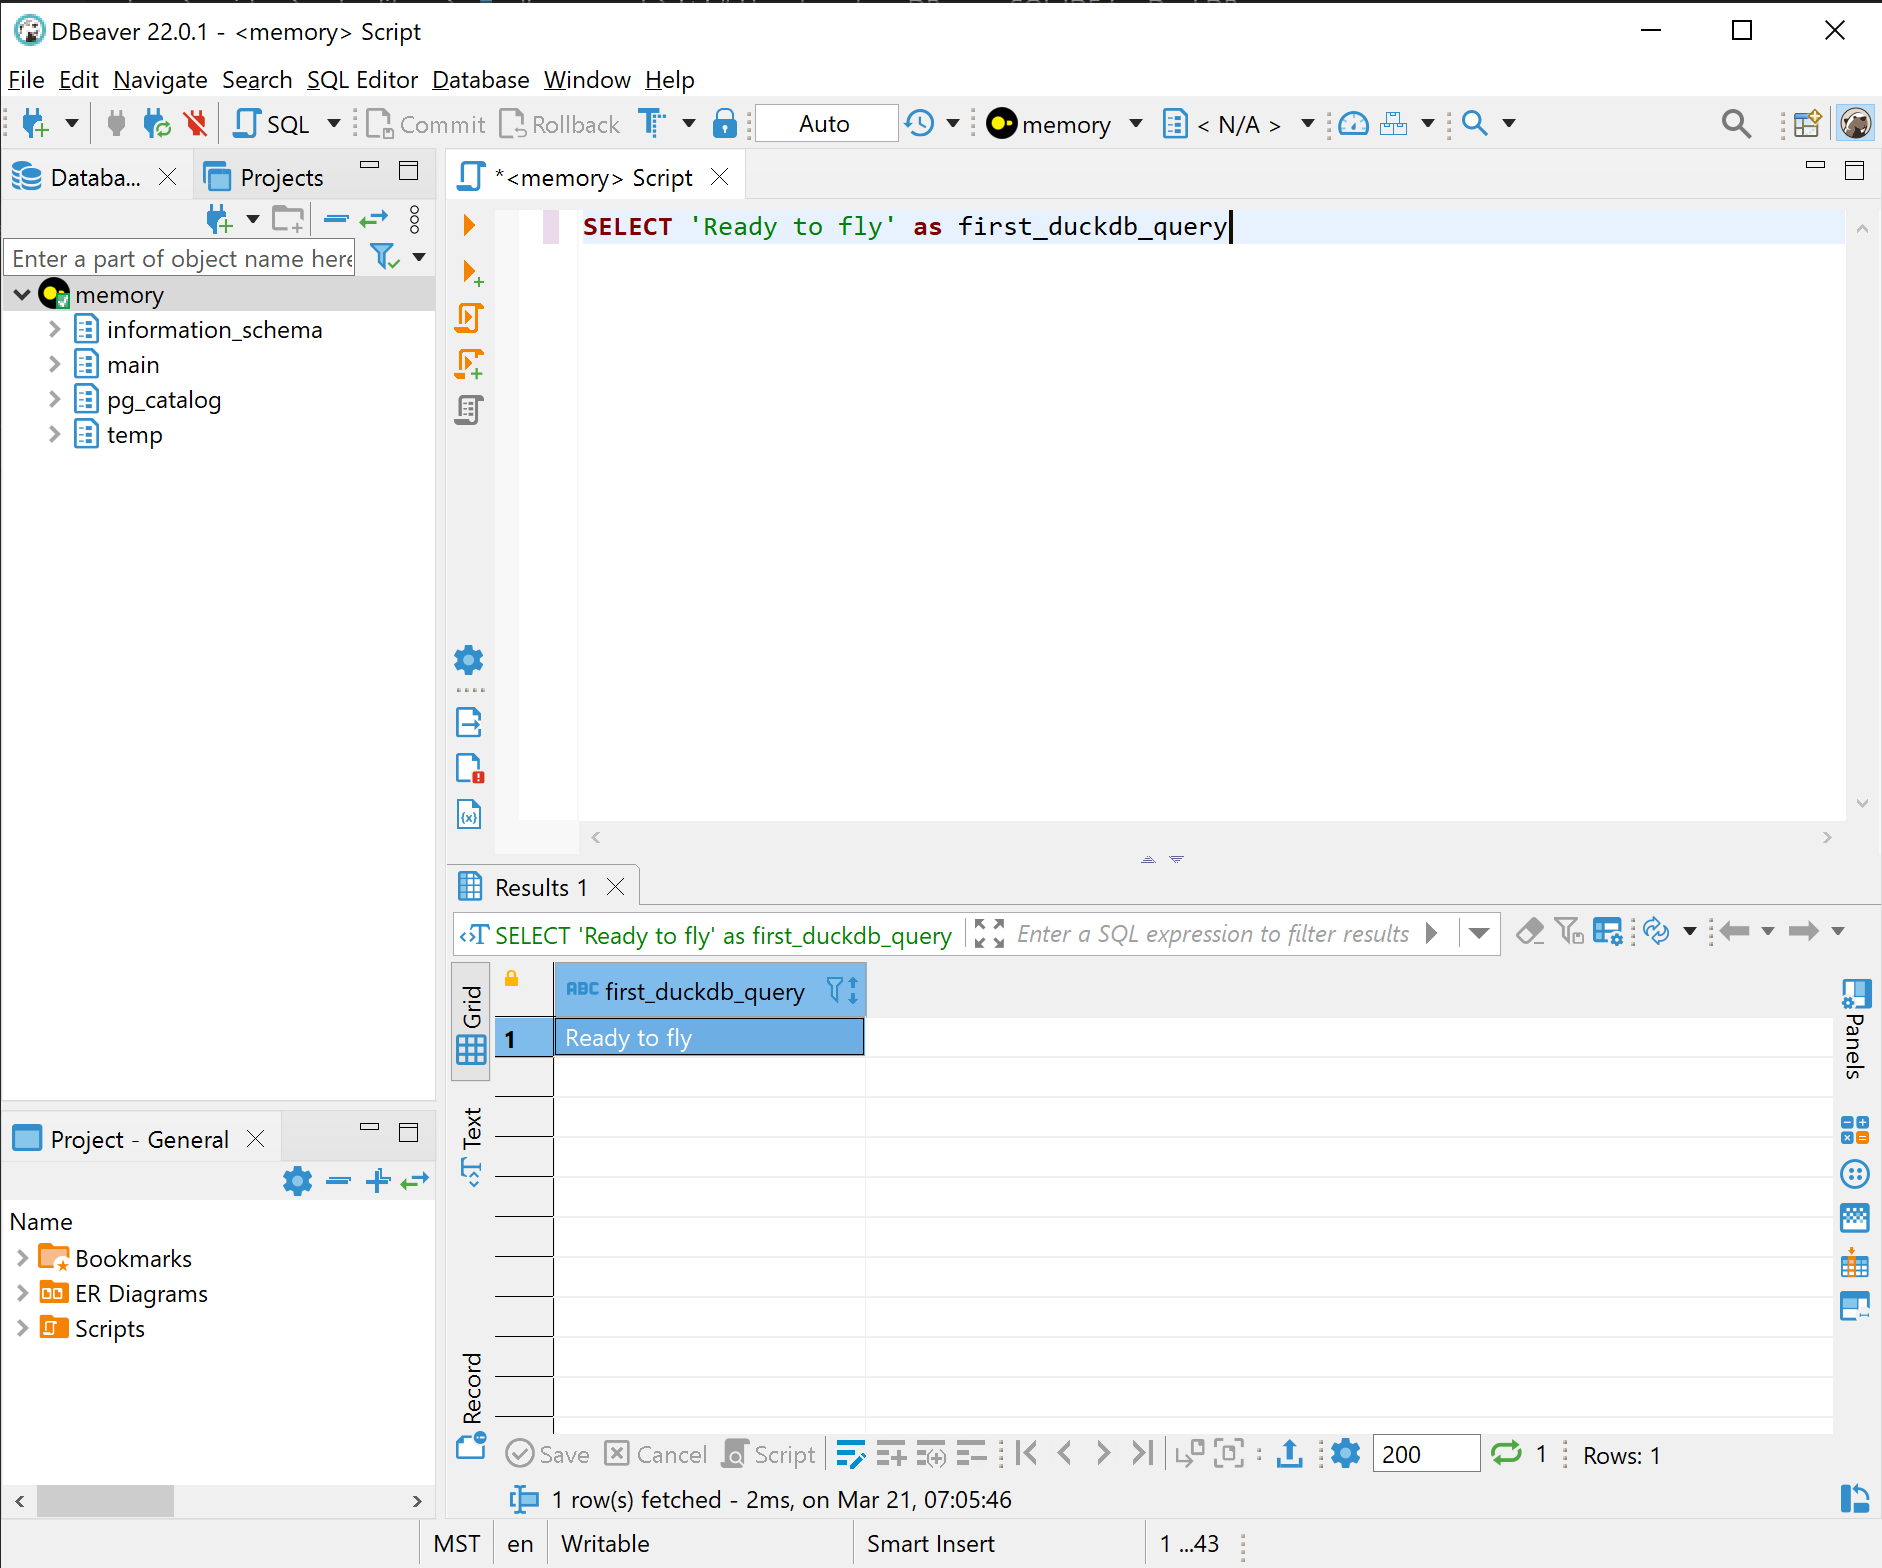 DBeaver 22.0.1 - <memory> Script
File Edit Navigate Search SQL Editor Database Window Help
SQL Commit Rollback Auto memory < N/A >
Databa... Projects
*<memory> Script
Enter a part of object name here
memory
information_schema
main
pg_catalog
temp
SELECT 'Ready to fly' as first_duckdb_query
Results 1
SELECT 'Ready to fly' as first_duckdb_query Enter a SQL expression to filter results
Grid
Text
Record
ABC first_duckdb_query
1 Ready to fly
Panels
Project - General
Name
Bookmarks
ER Diagrams
Scripts
Save Cancel Script 200 1 Rows: 1
1 row(s) fetched - 2ms, on Mar 21, 07:05:46
MST en Writable Smart Insert 1 ...43